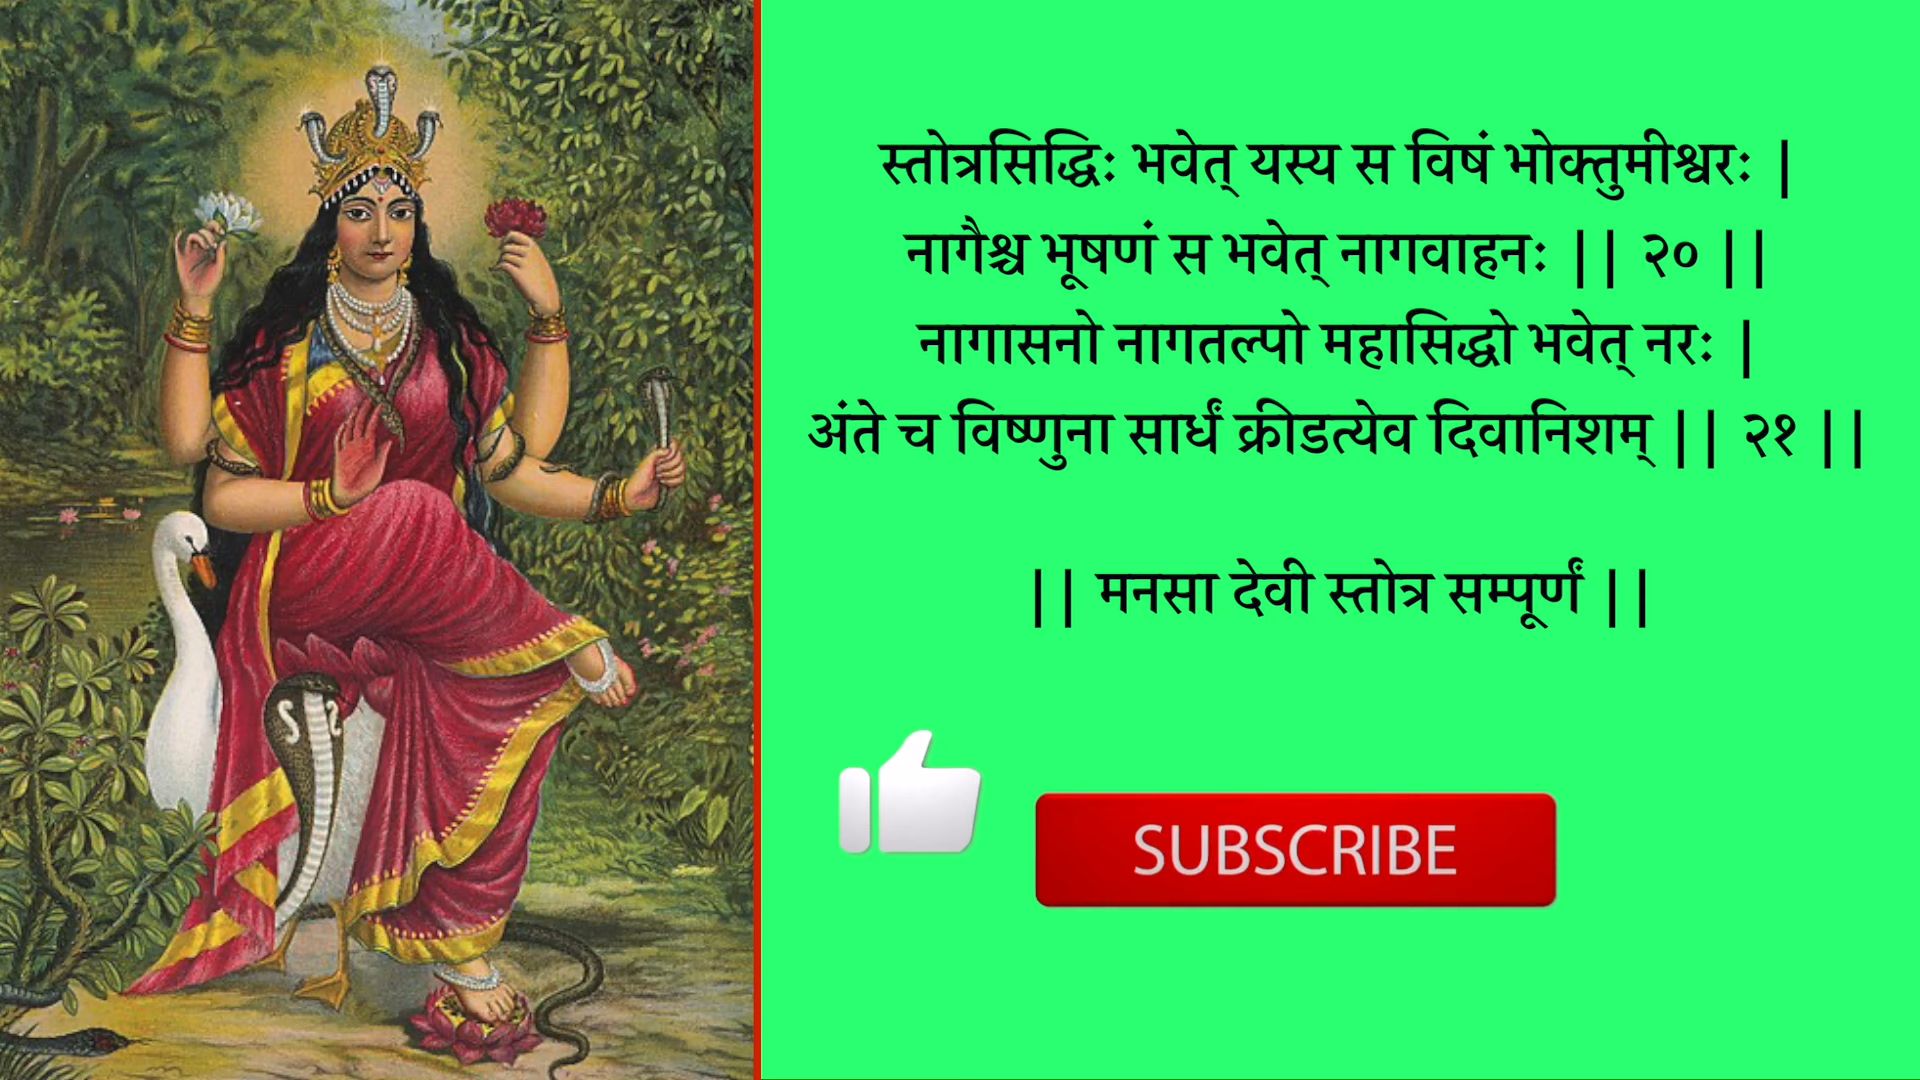 स्तोत्रसिद्धिः भवेत् यस्य स विषं भोक्तुमीश्वरः |
नागैश्च भूषणं स भवेत् नागवाहनः || २० ||
नागासनो नागतल्पो महासिद्धो भवेत् नरः |
अंते च विष्णुना सार्धं क्रीडत्येव दिवानिशम् || २१ ||
|| मनसा देवी स्तोत्र सम्पूर्णं ||
SUBSCRIBE